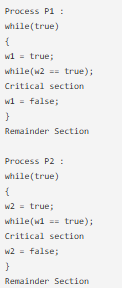 Process P1 :
while(true)
{
w1 = true;
while(w2 == true);
Critical section
w1 = false;
}
Remainder Section
Process P2 :
while(true)
{
w2 = true;
while(w1 == true);
Critical section
w2 = false;
}
Remainder Section